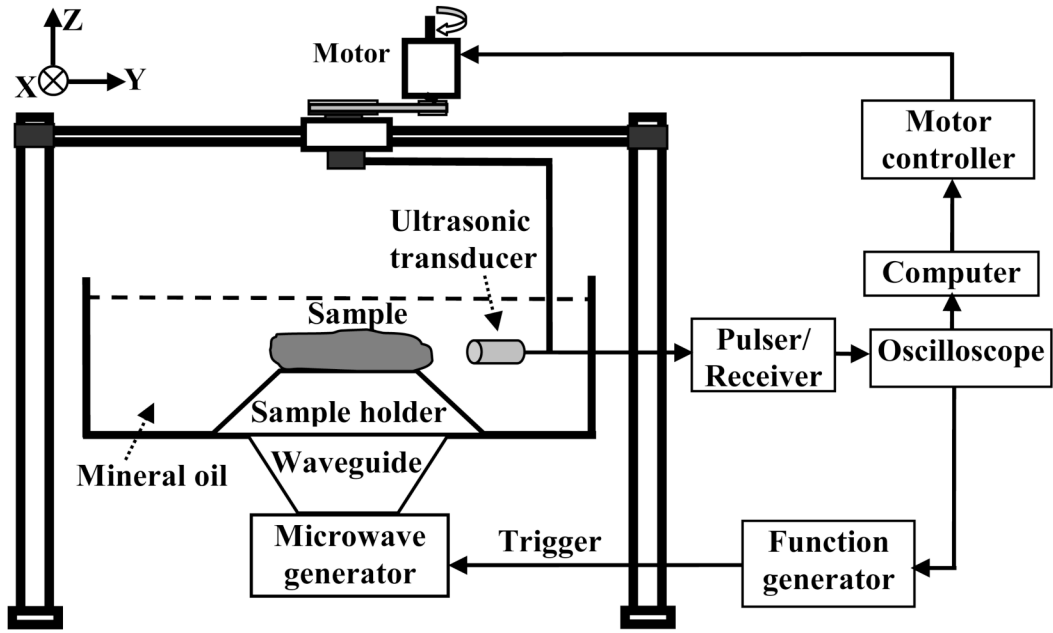 Z
X
Y
Motor
Motor
controller
Ultrasonic
transducer
Computer
Sample
Pulser/
Receiver
Oscilloscope
Sample holder
Mineral oil
Waveguide
Microwave
generator
Trigger
Function
generator